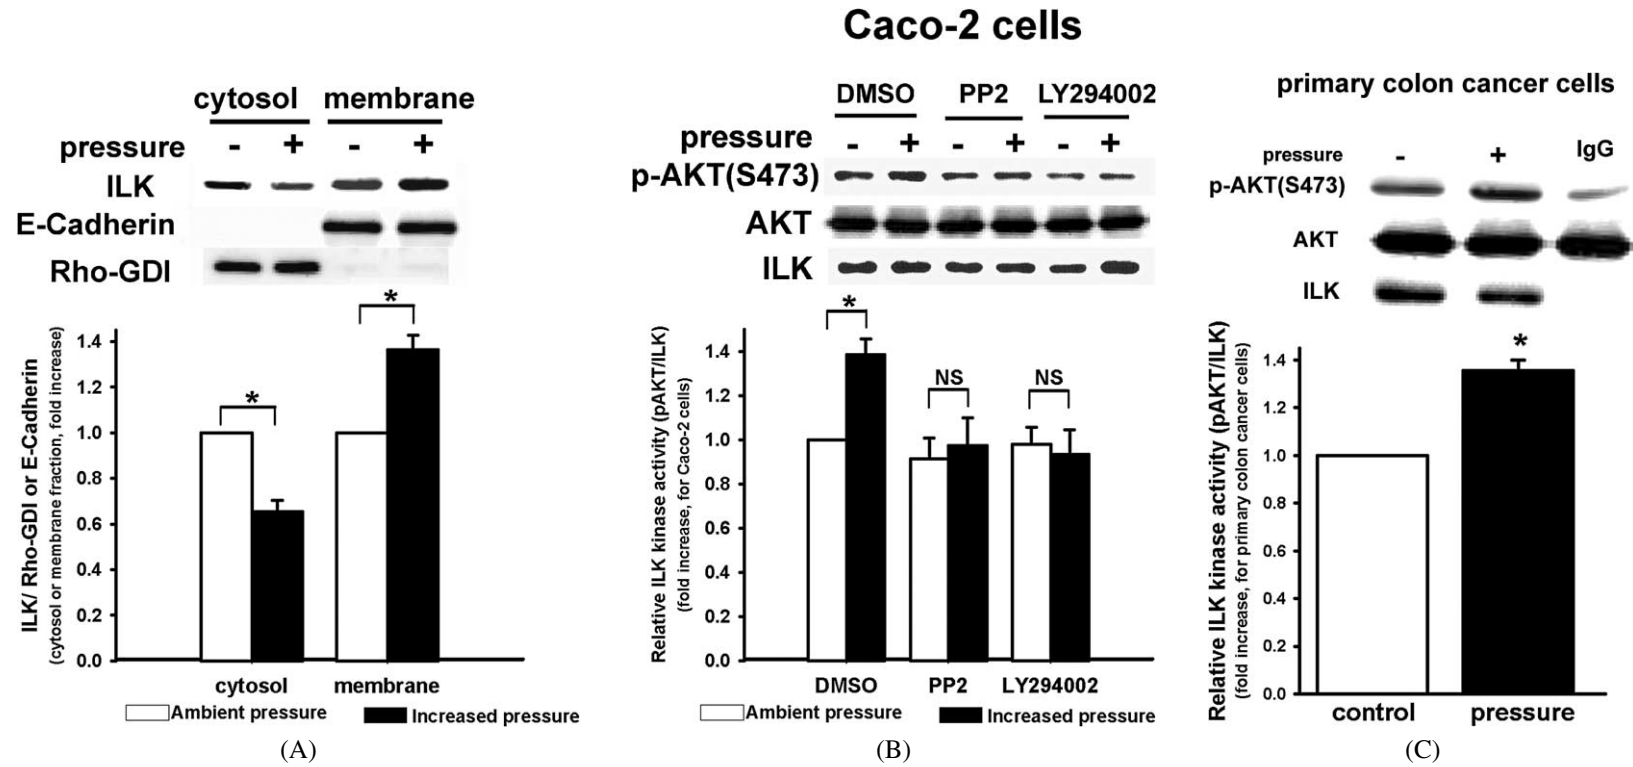 Caco-2 cells
cytosol membrane
pressure - + - +
ILK
E-Cadherin
Rho-GDI
ILK/ Rho-GDI or E-Cadherin
(cytosol or membrane fraction, fold increase)
1.4
1.2
1.0
0.8
0.6
0.4
0.2
0.0
*
*
cytosol membrane
Ambient pressure Increased pressure
(A)
DMSO PP2 LY294002
pressure - + - + - +
p-AKT(S473)
AKT
ILK
Relative ILK kinase activity (pAKT/ILK)
(fold increase, for Caco-2 cells)
1.4
1.2
1.0
0.8
0.6
0.4
0.2
0.0
*
NS NS
DMSO PP2 LY294002
Ambient pressure Increased pressure
(B)
primary colon cancer cells
pressure - + IgG
p-AKT(S473)
AKT
ILK
Relative ILK kinase activity (pAKT/ILK)
(fold increase, for primary colon cancer cells)
1.4
1.2
1.0
0.8
0.6
0.4
0.2
0.0
*
control pressure
(C)